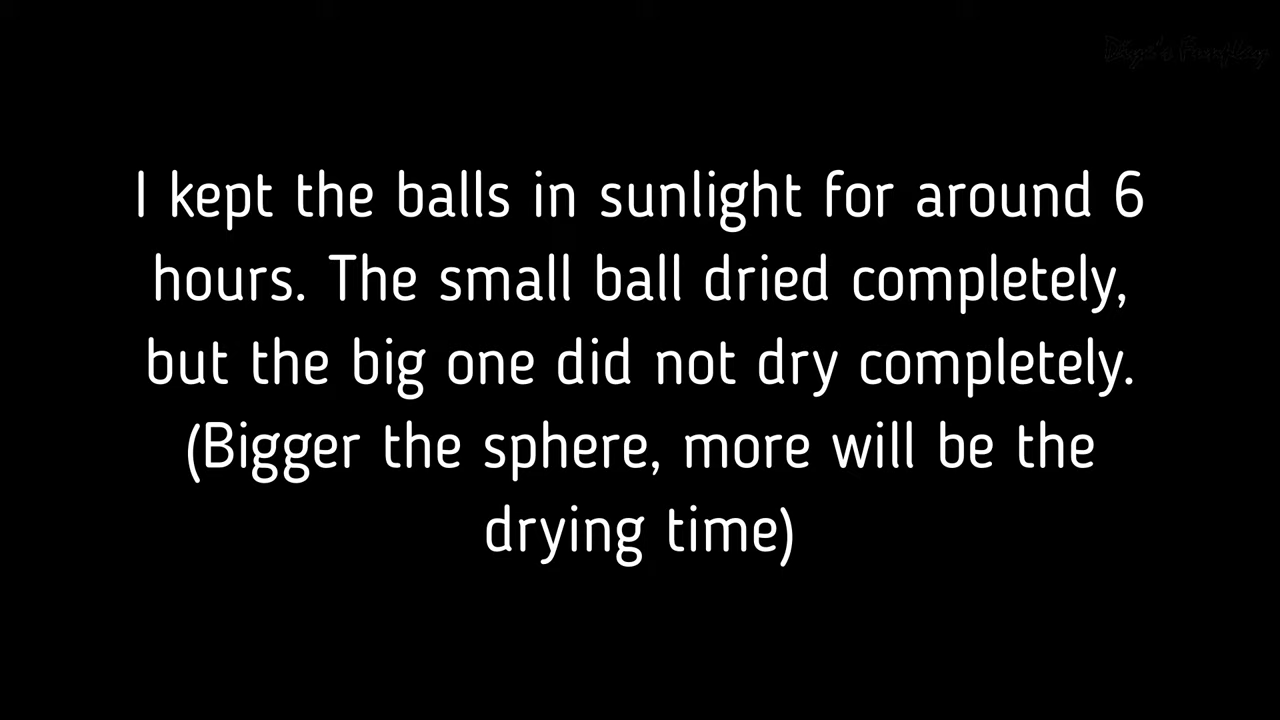 I kept the balls in sunlight for around 6
hours. The small ball dried completely,
but the big one did not dry completely.
(Bigger the sphere, more will be the
drying time)